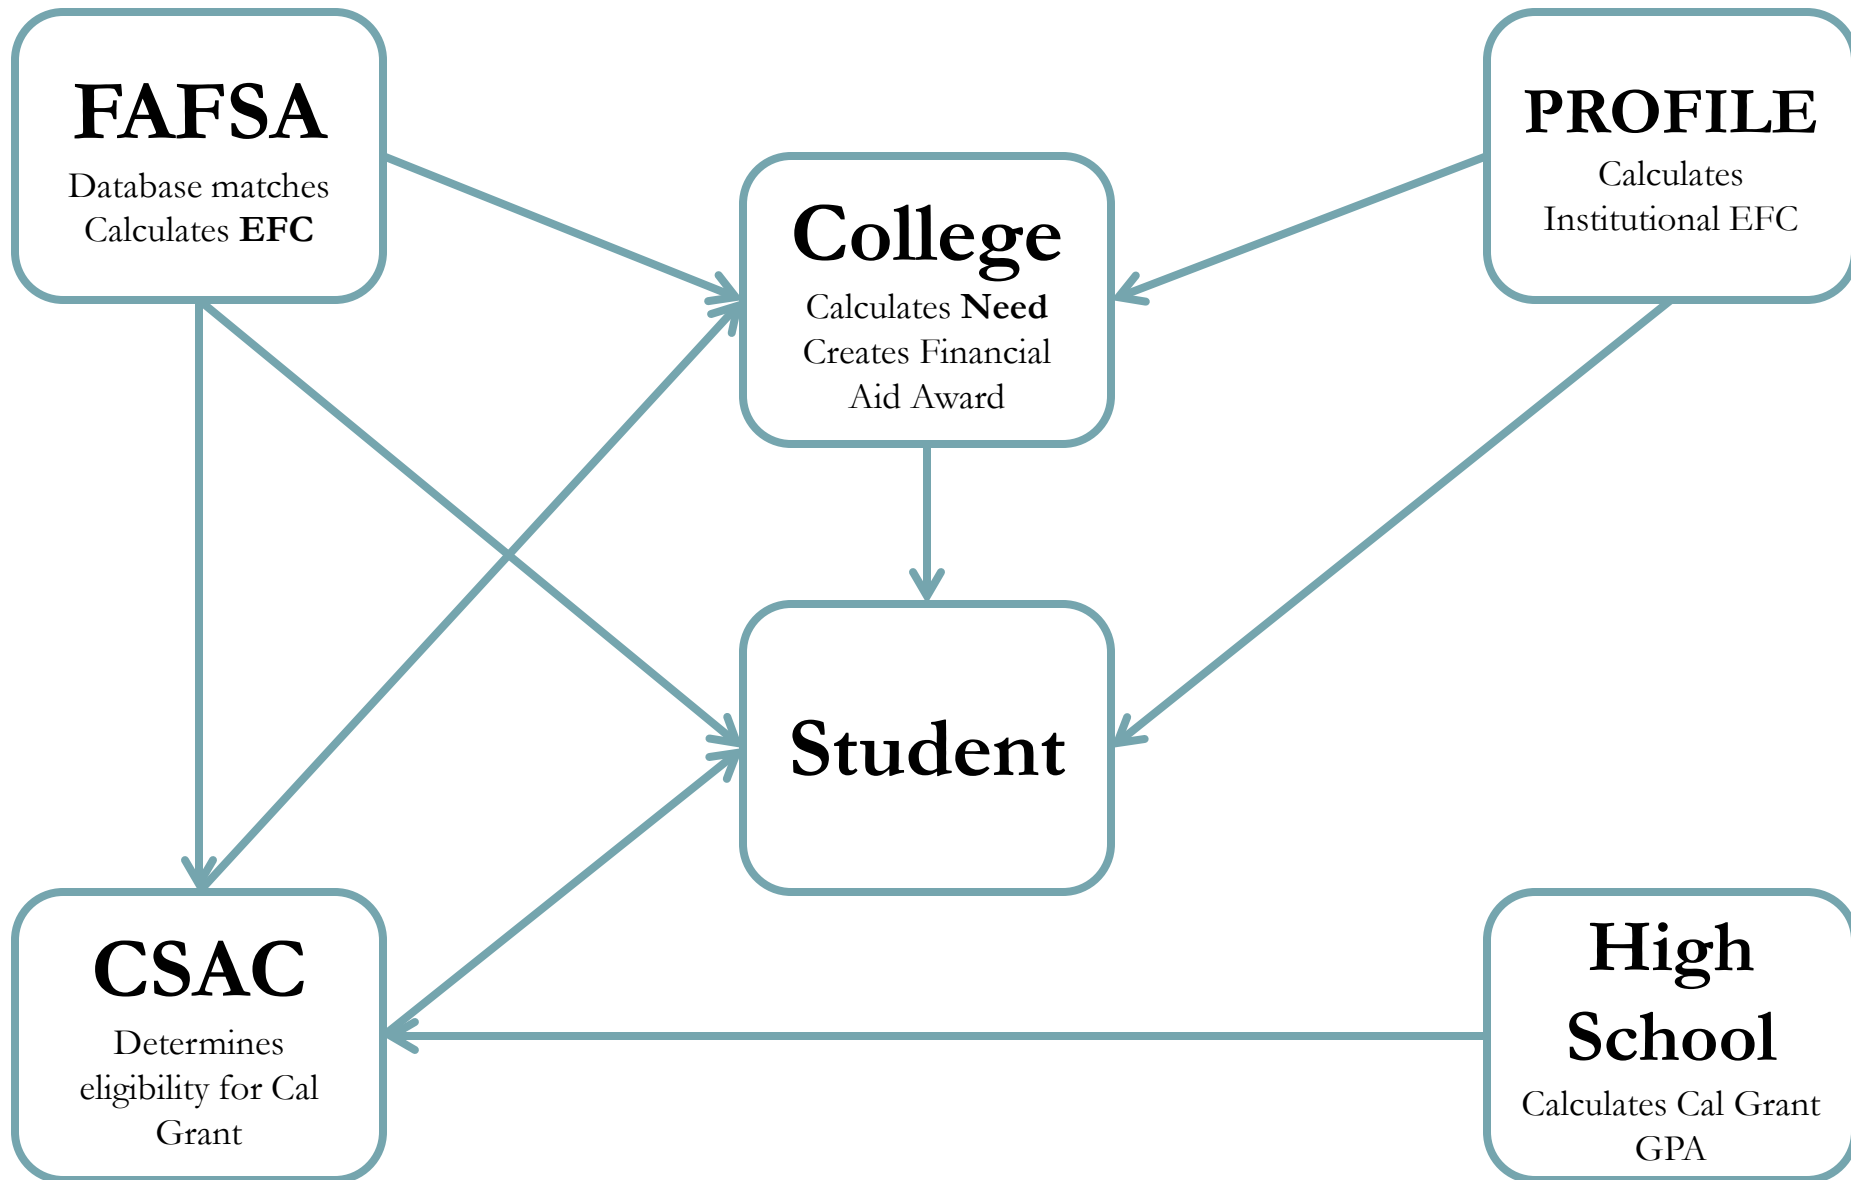 FAFSA
Database matches
Calculates EFC
PROFILE
Calculates
Institutional EFC
College
Calculates Need
Creates Financial
Aid Award
Student
CSAC
Determines
eligibility for Cal
Grant
High
School
Calculates Cal Grant
GPA